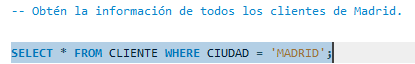 -- Obtén la información de todos los clientes de Madrid.
SELECT * FROM CLIENTE WHERE CIUDAD = 'MADRID';